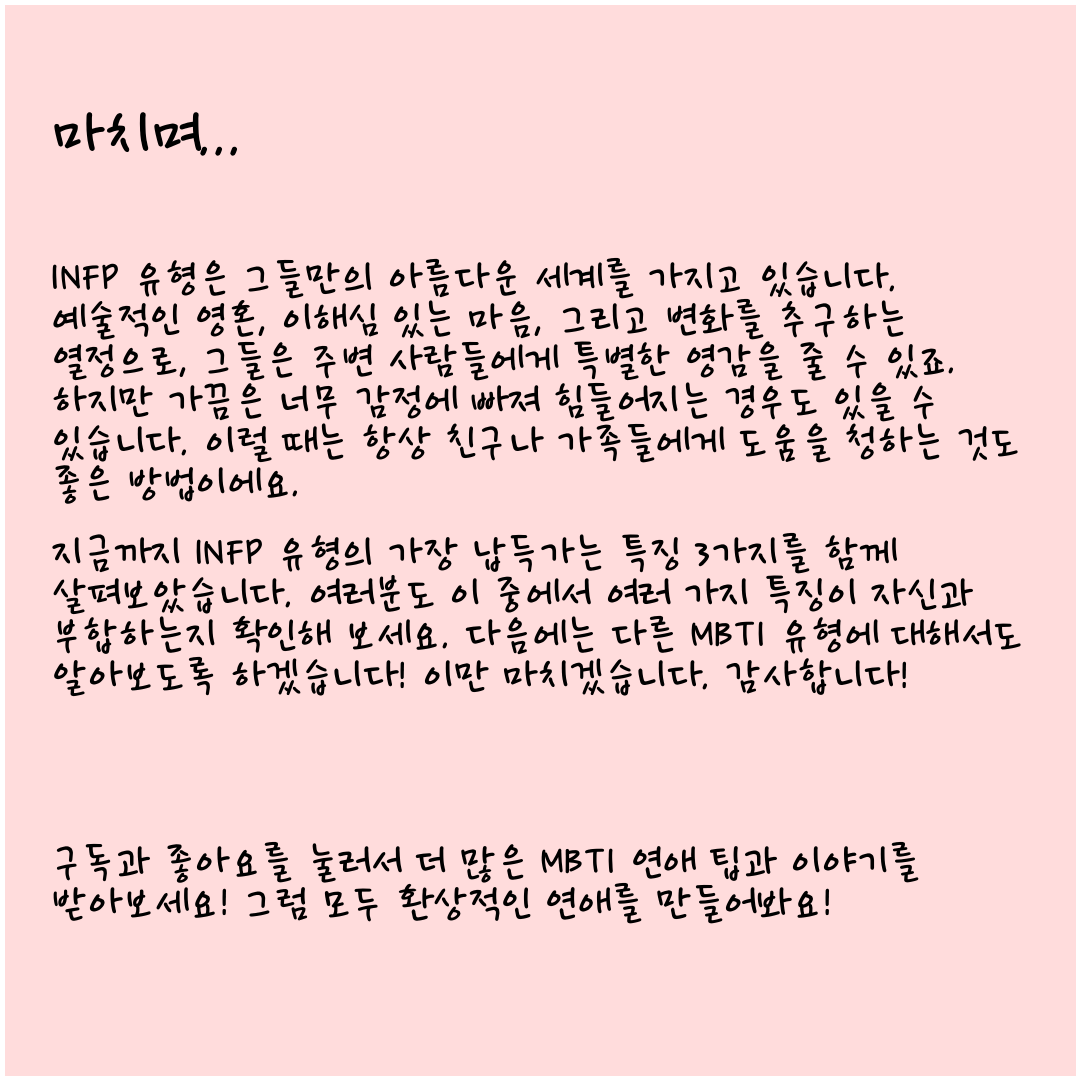 마치며...
INFP 유형은 그들만의 아름다운 세계를 가지고 있습니다.
예술적인 영혼, 이해심 있는 마음, 그리고 변화를 추구하는
열정으로, 그들은 주변 사람들에게 특별한 영감을 줄 수 있죠.
하지만 가끔은 너무 감정에 빠져 힘들어지는 경우도 있을 수
있습니다. 이럴 때는 항상 친구나 가족들에게 도움을 청하는 것도
좋은 방법이에요.
지금까지 INFP 유형의 가장 납득가는 특징 3가지를 함께
살펴보았습니다. 여러분도 이 중에서 여러 가지 특징이 자신과
부합하는지 확인해 보세요. 다음에는 다른 MBTI 유형에 대해서도
알아보도록 하겠습니다! 이만 마치겠습니다. 감사합니다!
구독과 좋아요를 눌러서 더 많은 MBTI 연애 팁과 이야기를
받아보세요! 그럼 모두 환상적인 연애를 만들어봐요!